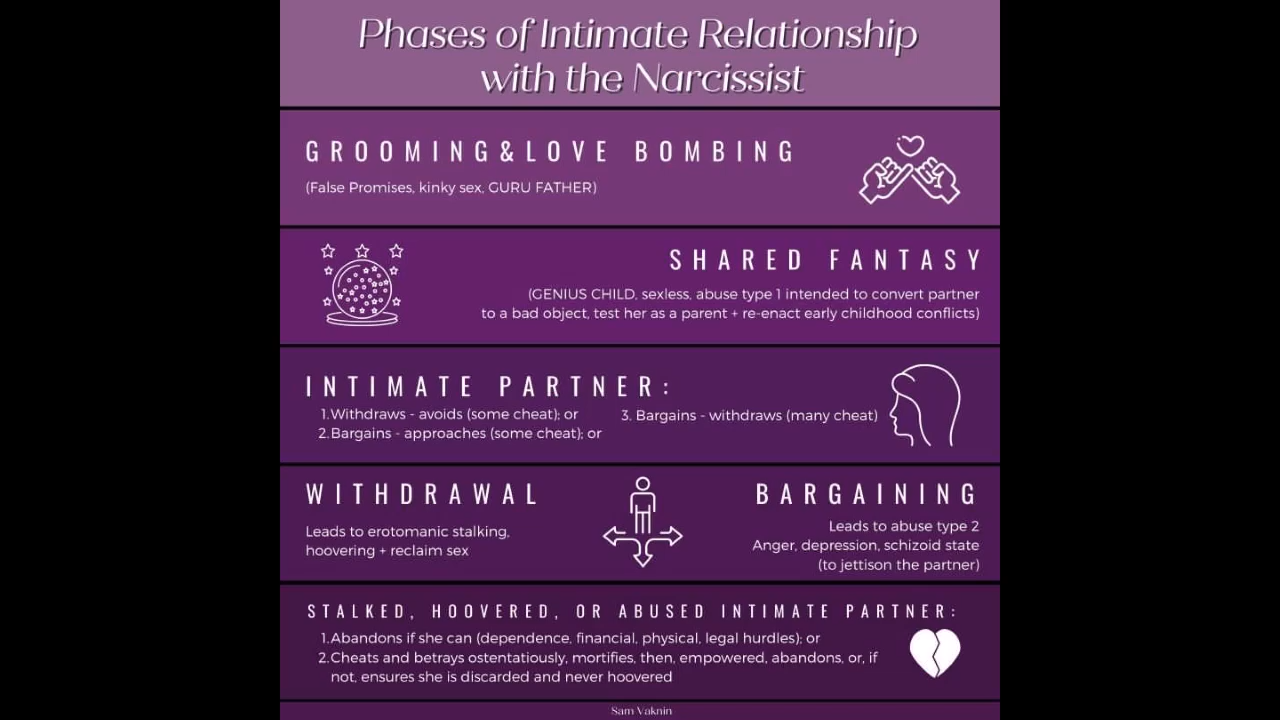 Phases of Intimate Relationship
with the Narcissist
GROOMING&LOVE BOMBING
(False Promises, kinky sex, GURU FATHER)
SHARED FANTASY
(GENIUS CHILD, sexless, abuse type 1 intended to convert partner
to a bad object, test her as a parent + re-enact early childhood conflicts)
INTIMATE PARTNER:
1. Withdraws - avoids (some cheat); or
2. Bargains - approaches (some cheat); or
3. Bargains - withdraws (many cheat)
WITHDRAWAL
Leads to erotomanic stalking,
hoovering + reclaim sex
BARGAINING
Leads to abuse type 2
Anger, depression, schizoid state
(to jettison the partner)
STALKED, HOOVERED, OR ABUSED INTIMATE PARTNER:
1. Abandons if she can (dependence, financial, physical, legal hurdles); or
2. Cheats and betrays ostentatiously, mortifies, then, empowered, abandons, or, if
not, ensures she is discarded and never hoovered
Sam Vaknin